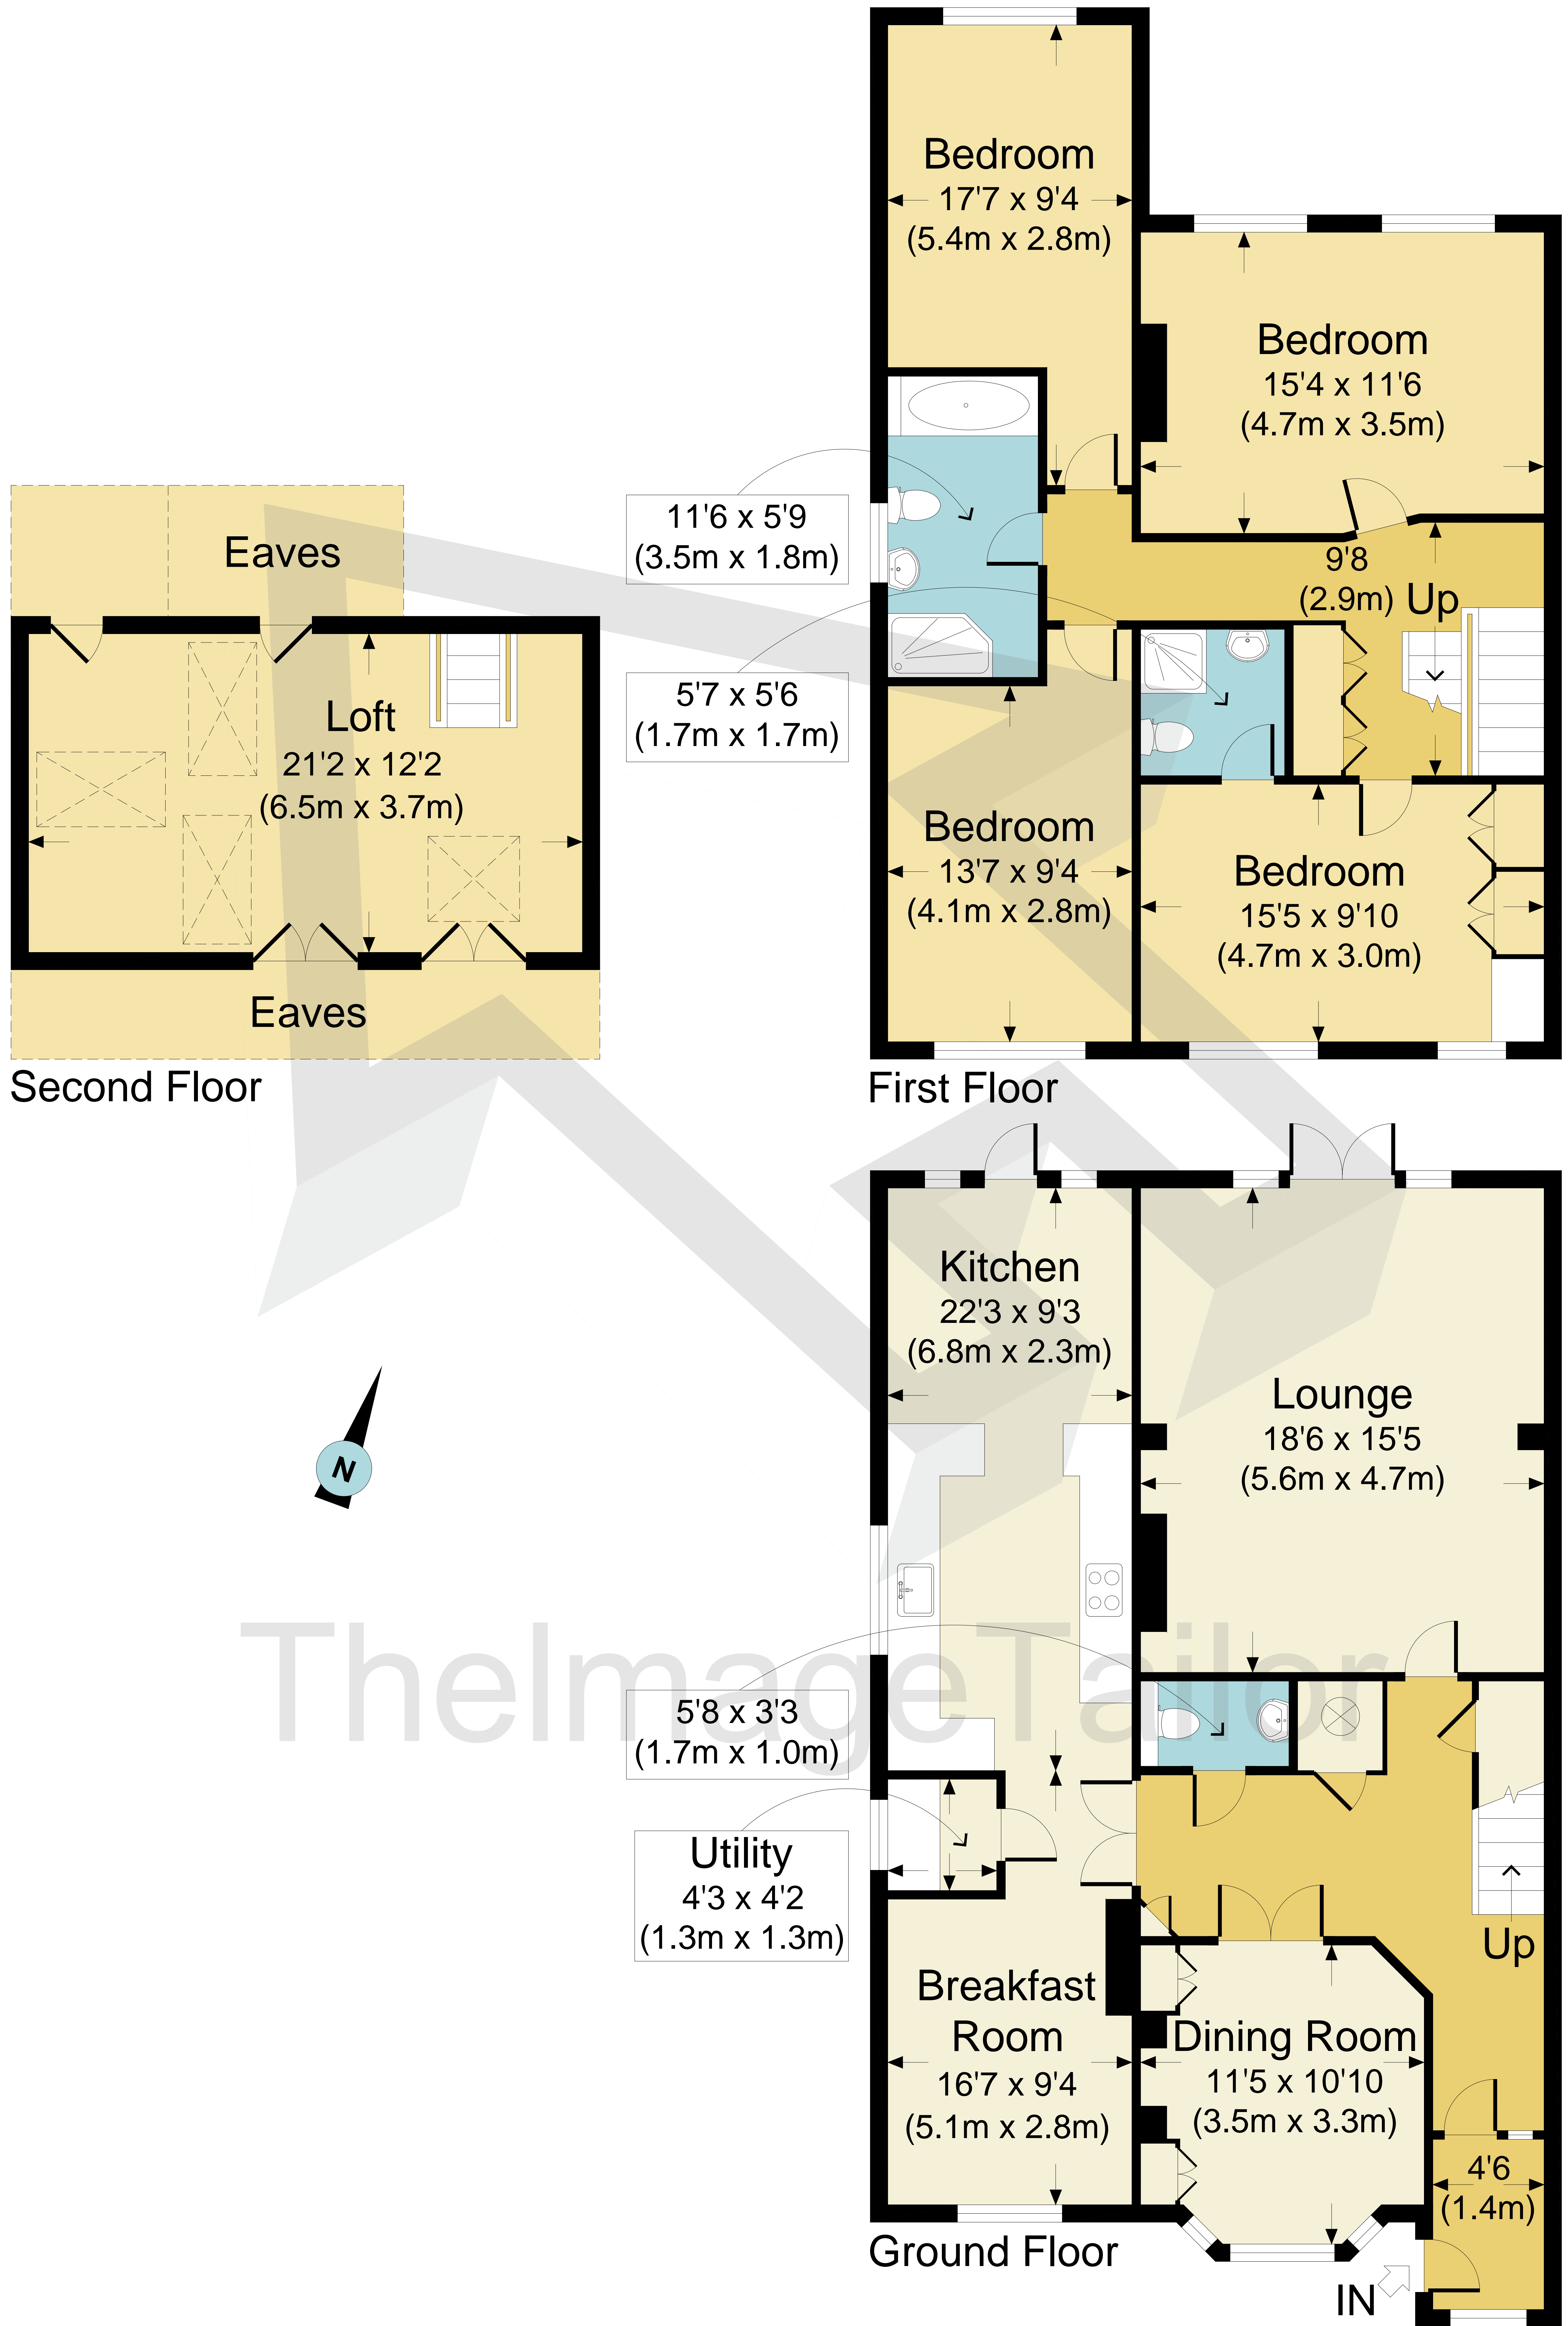 Bedroom
17'7 x 9'4
(5.4m x 2.8m)
Bedroom
15'4 x 11'6
(4.7m x 3.5m)
11'6 x 5'9
(3.5m x 1.8m)
9'8
(2.9m)
Up
5'7 x 5'6
(1.7m x 1.7m)
Bedroom
13'7 x 9'4
(4.1m x 2.8m)
Bedroom
15'5 x 9'10
(4.7m x 3.0m)
First Floor
Eaves
Loft
21'2 x 12'2
(6.5m x 3.7m)
Eaves
Second Floor
Kitchen
22'3 x 9'3
(6.8m x 2.3m)
Lounge
18'6 x 15'5
(5.6m x 4.7m)
N
TheImageTailor
5'8 x 3'3
(1.7m x 1.0m)
Utility
4'3 x 4'2
(1.3m x 1.3m)
Up
Breakfast
Room
16'7 x 9'4
(5.1m x 2.8m)
Dining Room
11'5 x 10'10
(3.5m x 3.3m)
4'6
(1.4m)
Ground Floor
IN